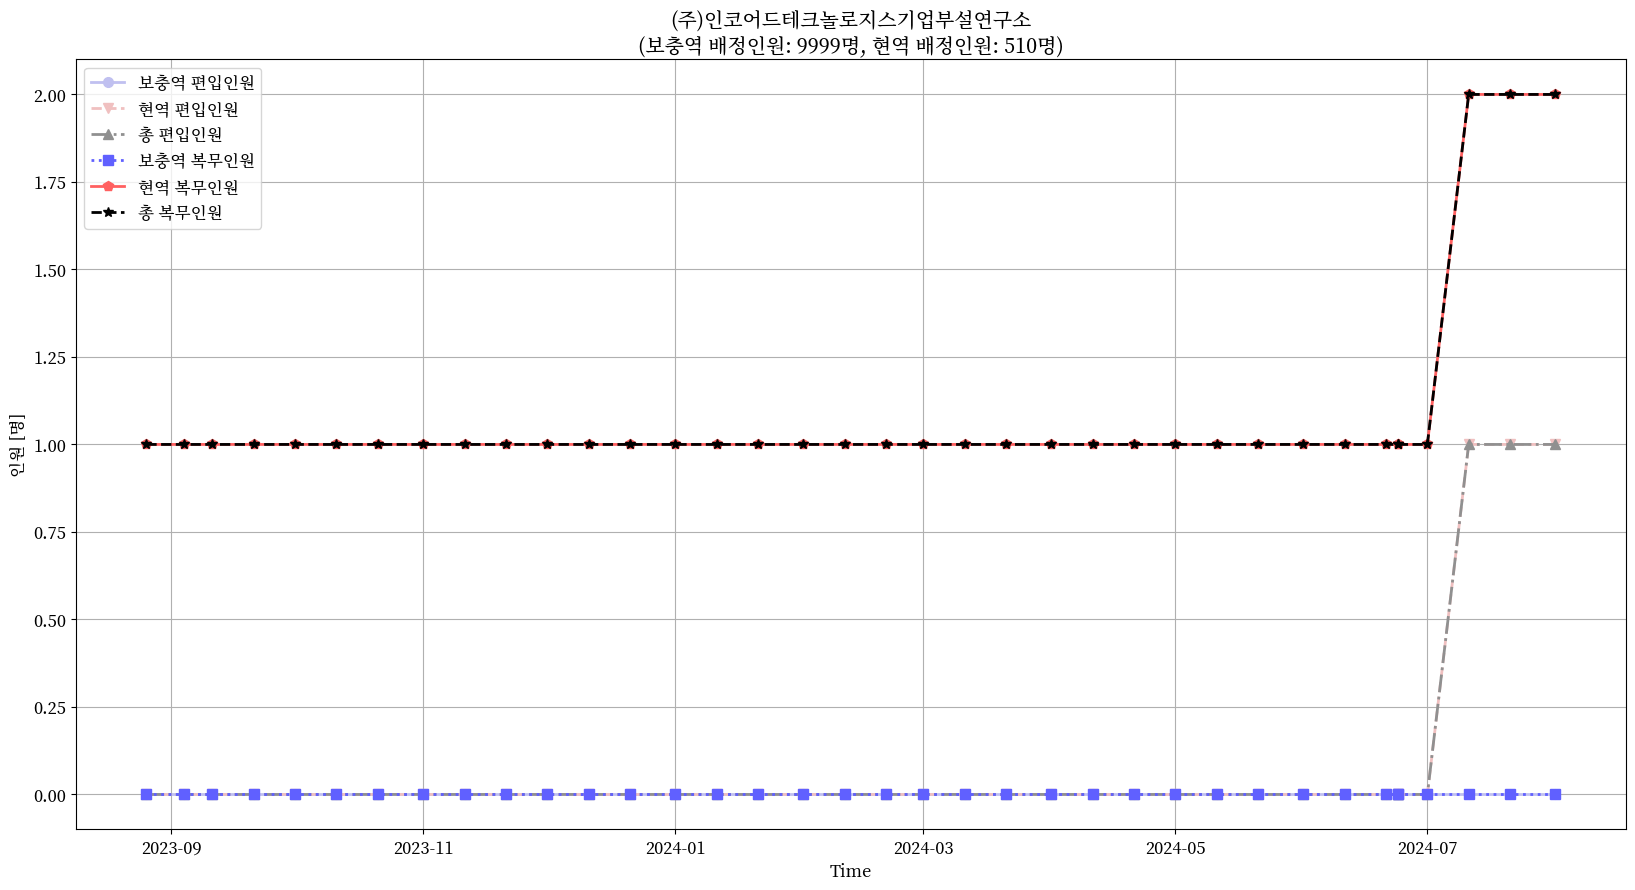 (주)인코어드테크놀로지스기업부설연구소
(보충역 배정인원: 9999명, 현역 배정인원: 510명)
보충역 편입인원
현역 편입인원
총 편입인원
보충역 복무인원
현역 복무인원
총 복무인원
2.00
1.75
1.50
1.25
1.00
0.75
0.50
0.25
0.00
인원 [명]
2023-09
2023-11
2024-01
2024-03
2024-05
2024-07
Time